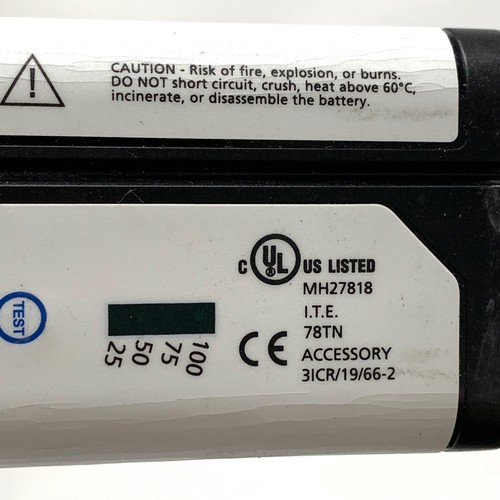 CAUTION - Risk of fire, explosion, or burns.
DO NOT short circuit, crush, heat above 60°C,
incinerate, or disassemble the battery.
C UL US LISTED
®
MH27818
I.T.E.
78TN
CE ACCESSORY
3ICR/19/66-2
TEST
100
75
50
25